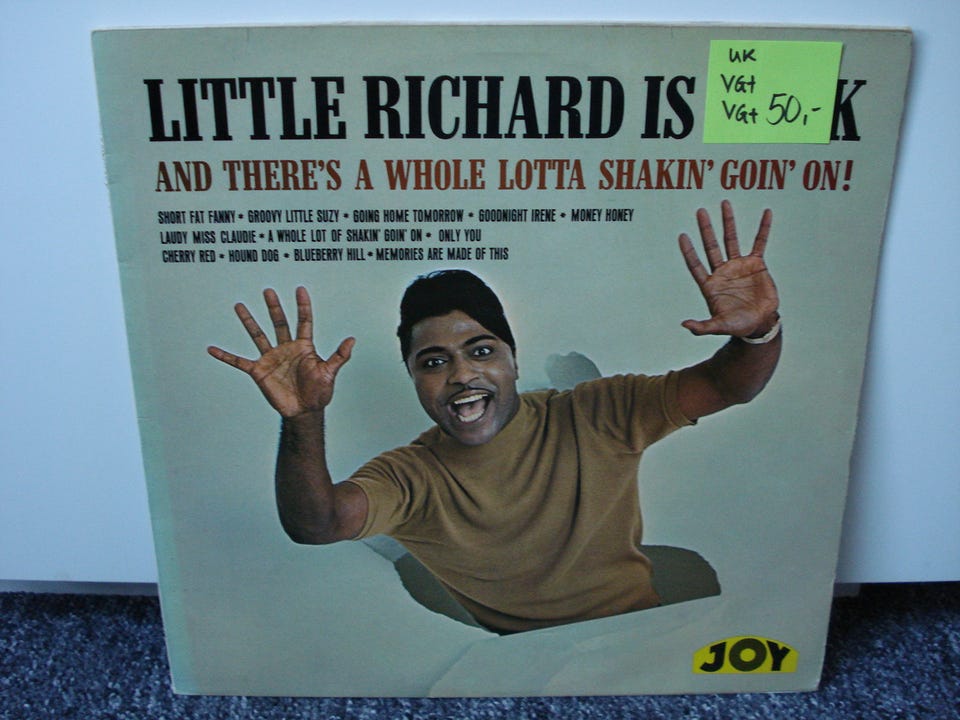 LITTLE RICHARD IS K
AND THERE'S A WHOLE LOTTA SHAKIN' GOIN' ON!
SHORT FAT FANNY • GROOVY LITTLE SUZY • GOING HOME TOMORROW • GOODNIGHT IRENE • MONEY HONEY
LAUDY MISS CLAUDIE • A WHOLE LOT OF SHAKIN' GOIN' ON • ONLY YOU
CHERRY RED • HOUND DOG • BLUEBERRY HILL • MEMORIES ARE MADE OF THIS
UK
VG+
VG+ 50,-
JOY